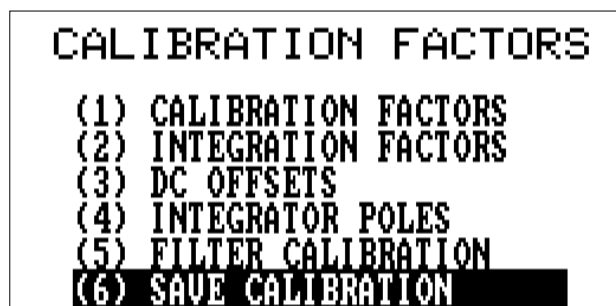 CALIBRATION FACTORS
(1) CALIBRATION FACTORS
(2) INTEGRATION FACTORS
(3) DC OFFSETS
(4) INTEGRATOR POLES
(5) FILTER CALIBRATION
(6) SAVE CALIBRATION